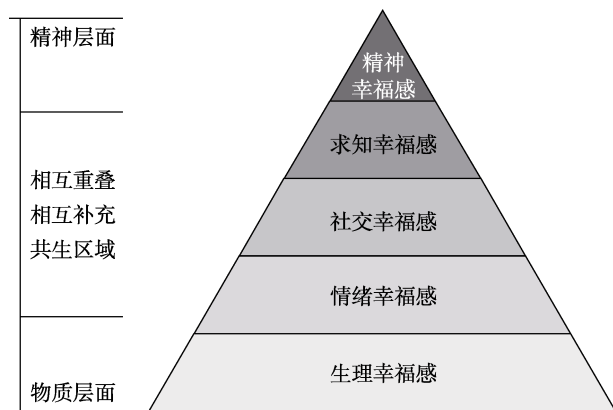 精神层面
相互重叠
相互补充
共生区域
物质层面
精神
幸福感
求知幸福感
社交幸福感
情绪幸福感
生理幸福感